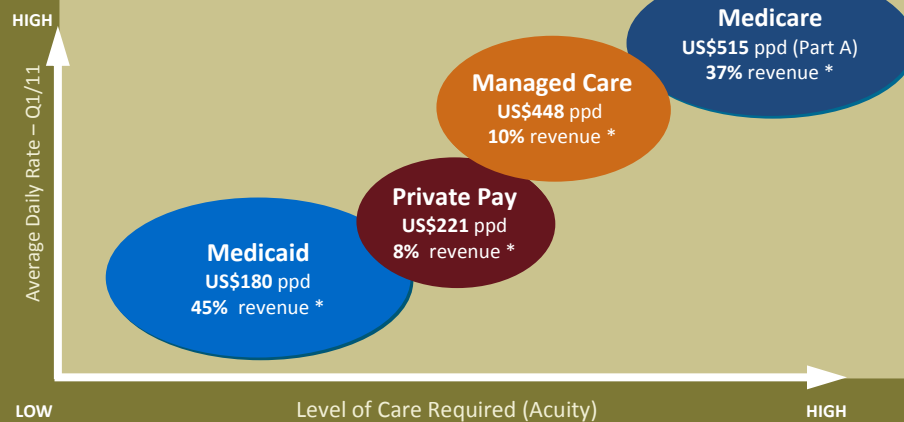 HIGH
Average Daily Rate – Q1/11
Medicare
US$515 ppd (Part A)
37% revenue *
Managed Care
US$448 ppd
10% revenue *
Private Pay
US$221 ppd
8% revenue *
Medicaid
US$180 ppd
45% revenue *
LOW
Level of Care Required (Acuity)
HIGH